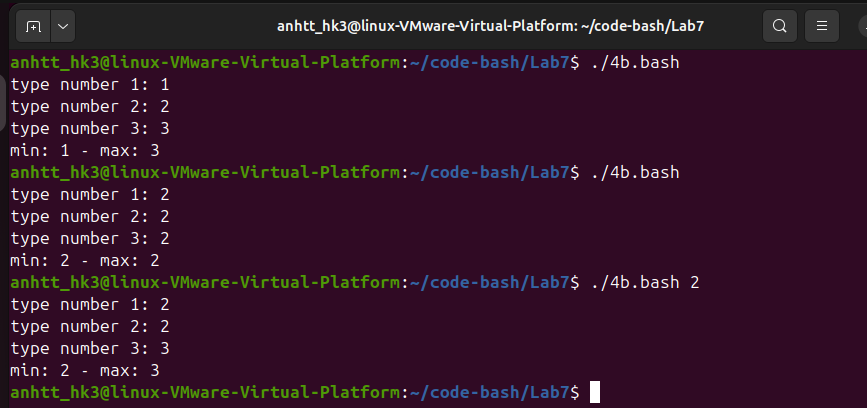 anhtt_hk3@linux-VMware-Virtual-Platform: ~/code-bash/Lab7
anhtt_hk3@linux-VMware-Virtual-Platform:~/code-bash/Lab7$ ./4b.bash
type number 1: 1
type number 2: 2
type number 3: 3
min: 1 - max: 3
anhtt_hk3@linux-VMware-Virtual-Platform:~/code-bash/Lab7$ ./4b.bash
type number 1: 2
type number 2: 2
type number 3: 2
min: 2 - max: 2
anhtt_hk3@linux-VMware-Virtual-Platform:~/code-bash/Lab7$ ./4b.bash 2
type number 1: 2
type number 2: 2
type number 3: 3
min: 2 - max: 3
anhtt_hk3@linux-VMware-Virtual-Platform:~/code-bash/Lab7$